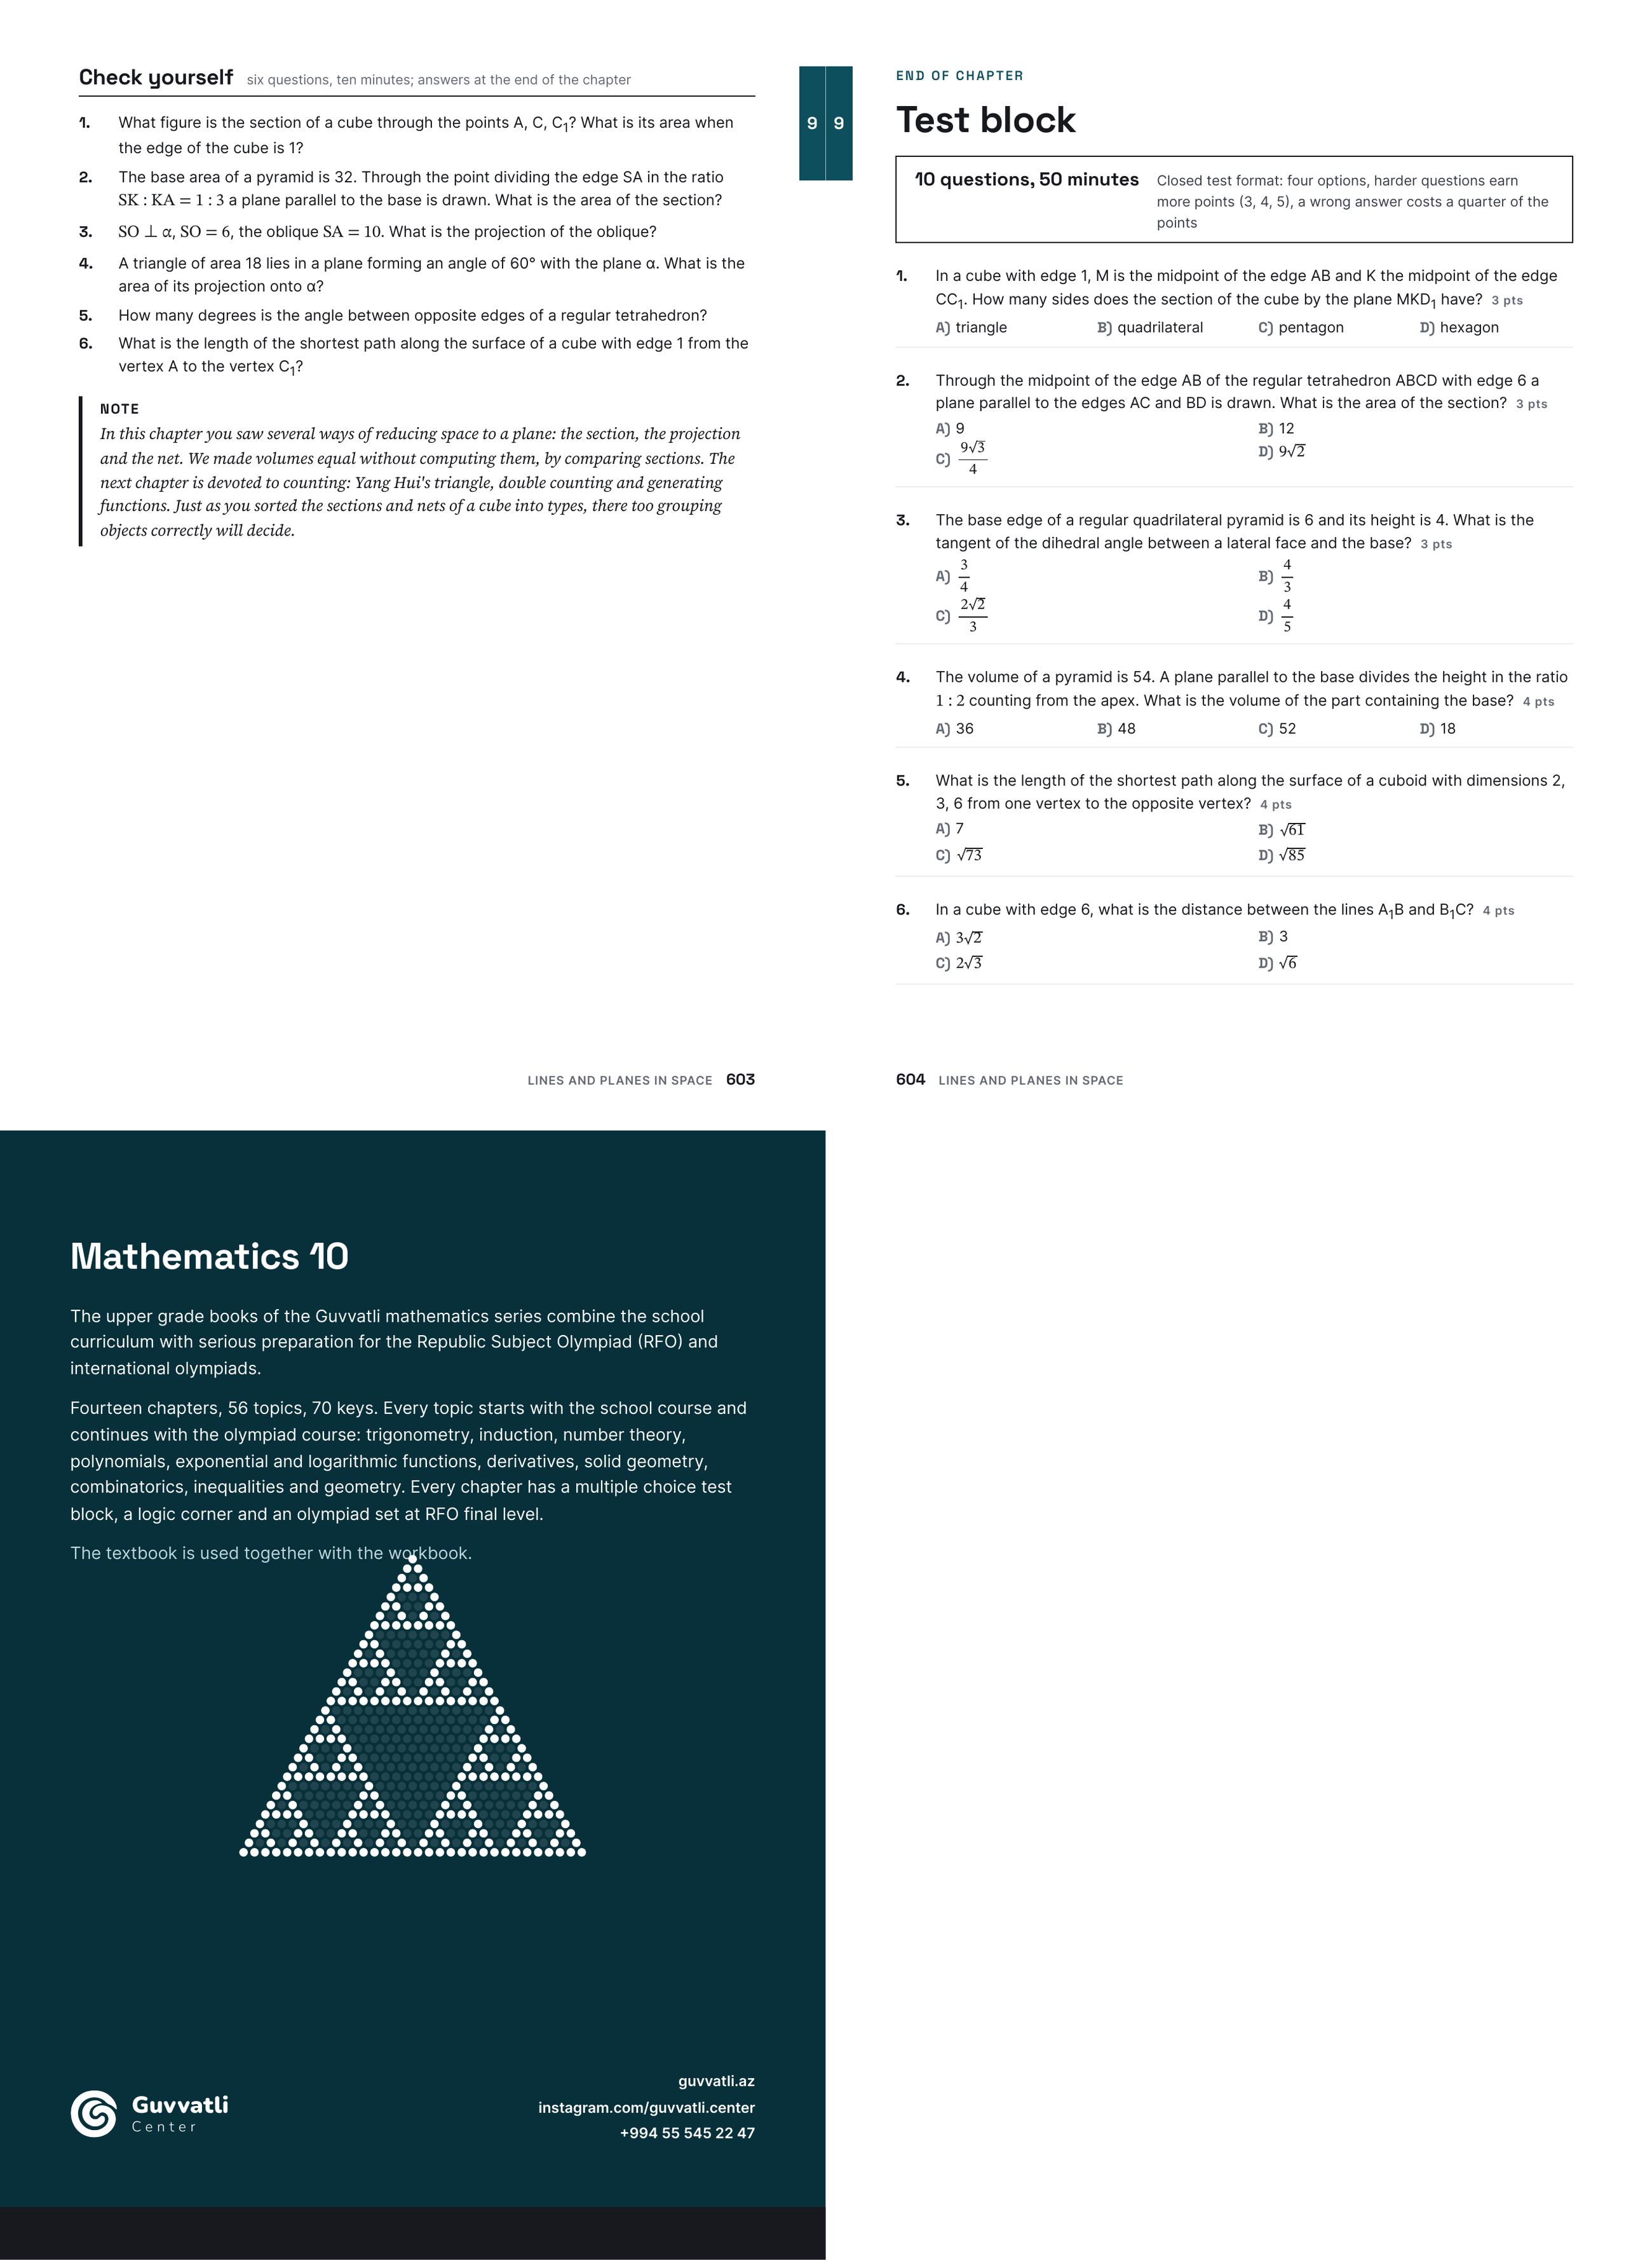 Check yourself six questions, ten minutes; answers at the end of the chapter
1. What figure is the section of a cube through the points A, C, C₁? What is its area when
the edge of the cube is 1?
2. The base area of a pyramid is 32. Through the point dividing the edge SA in the ratio
SK : KA = 1 : 3 a plane parallel to the base is drawn. What is the area of the section?
3. SO ⊥ α, SO = 6, the oblique SA = 10. What is the projection of the oblique?
4. A triangle of area 18 lies in a plane forming an angle of 60° with the plane α. What is the
area of its projection onto α?
5. How many degrees is the angle between opposite edges of a regular tetrahedron?
6. What is the length of the shortest path along the surface of a cube with edge 1 from the
vertex A to the vertex C₁?
NOTE
In this chapter you saw several ways of reducing space to a plane: the section, the projection
and the net. We made volumes equal without computing them, by comparing sections. The
next chapter is devoted to counting: Yang Hui's triangle, double counting and generating
functions. Just as you sorted the sections and nets of a cube into types, there too grouping
objects correctly will decide.
LINES AND PLANES IN SPACE 603
9 9
END OF CHAPTER
Test block
10 questions, 50 minutes Closed test format: four options, harder questions earn
more points (3, 4, 5), a wrong answer costs a quarter of the
points
1. In a cube with edge 1, M is the midpoint of the edge AB and K the midpoint of the edge
CC₁. How many sides does the section of the cube by the plane MKD₁ have? 3 pts
A) triangle B) quadrilateral C) pentagon D) hexagon
2. Through the midpoint of the edge AB of the regular tetrahedron ABCD with edge 6 a
plane parallel to the edges AC and BD is drawn. What is the area of the section? 3 pts
A) 9 B) 12
C) 9√3/4 D) 9√2
3. The base edge of a regular quadrilateral pyramid is 6 and its height is 4. What is the
tangent of the dihedral angle between a lateral face and the base? 3 pts
A) 3/4 B) 4/3
C) 2√2/3 D) 4/5
4. The volume of a pyramid is 54. A plane parallel to the base divides the height in the ratio
1 : 2 counting from the apex. What is the volume of the part containing the base? 4 pts
A) 36 B) 48 C) 52 D) 18
5. What is the length of the shortest path along the surface of a cuboid with dimensions 2,
3, 6 from one vertex to the opposite vertex? 4 pts
A) 7 B) √61
C) √73 D) √85
6. In a cube with edge 6, what is the distance between the lines A₁B and B₁C? 4 pts
A) 3√2 B) 3
C) 2√3 D) √6
604 LINES AND PLANES IN SPACE
Mathematics 10
The upper grade books of the Guvvatli mathematics series combine the school
curriculum with serious preparation for the Republic Subject Olympiad (RFO) and
international olympiads.
Fourteen chapters, 56 topics, 70 keys. Every topic starts with the school course and
continues with the olympiad course: trigonometry, induction, number theory,
polynomials, exponential and logarithmic functions, derivatives, solid geometry,
combinatorics, inequalities and geometry. Every chapter has a multiple choice test
block, a logic corner and an olympiad set at RFO final level.
The textbook is used together with the workbook.
Guvvatli
Center
guvvatli.az
instagram.com/guvvatli.center
+994 55 545 22 47